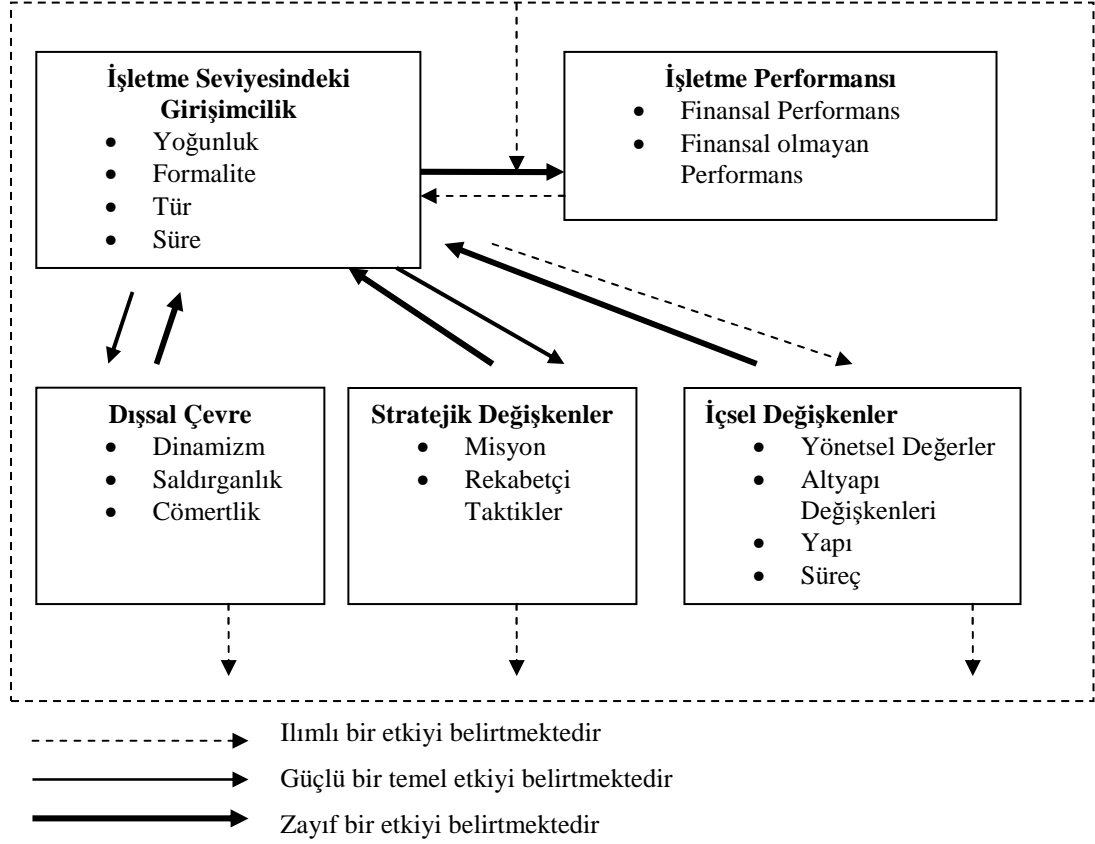 İşletme Seviyesindeki
Girişimcilik
• Yoğunluk
• Formalite
• Tür
• Süre
İşletme Performansı
• Finansal Performans
• Finansal olmayan
Performans
Dışsal Çevre
• Dinamizm
• Saldırganlık
• Cömertlik
Stratejik Değişkenler
• Misyon
• Rekabetçi
Taktikler
İçsel Değişkenler
• Yönetsel Değerler
• Altyapı
Değişkenleri
• Yapı
• Süreç
Ilımlı bir etkiyi belirtmektedir
Güçlü bir temel etkiyi belirtmektedir
Zayıf bir etkiyi belirtmektedir